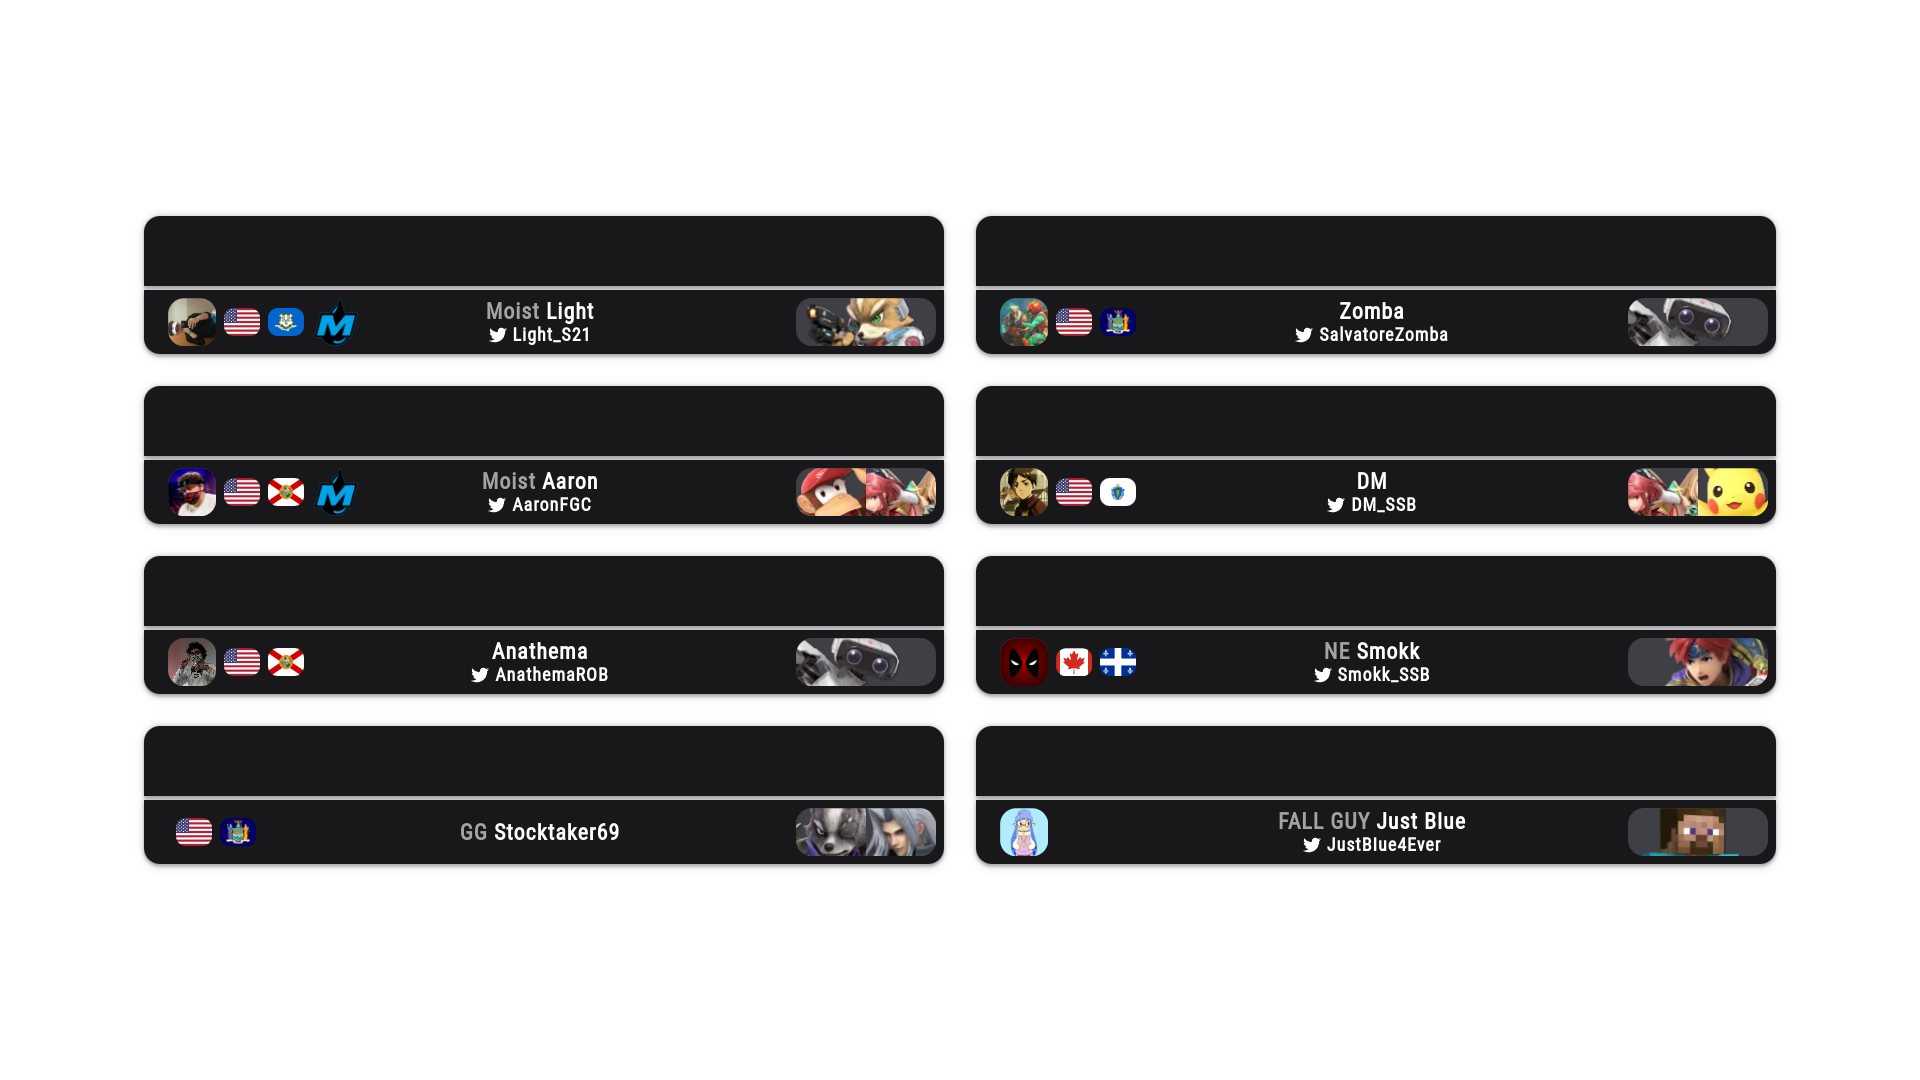 Moist Light
Light_S21
Zomba
SalvatoreZomba
Moist Aaron
AaronFGC
DM
DM_SSB
Anathema
AnathemaROB
NE Smokk
Smokk_SSB
GG Stocktaker69
FALL GUY Just Blue
JustBlue4Ever